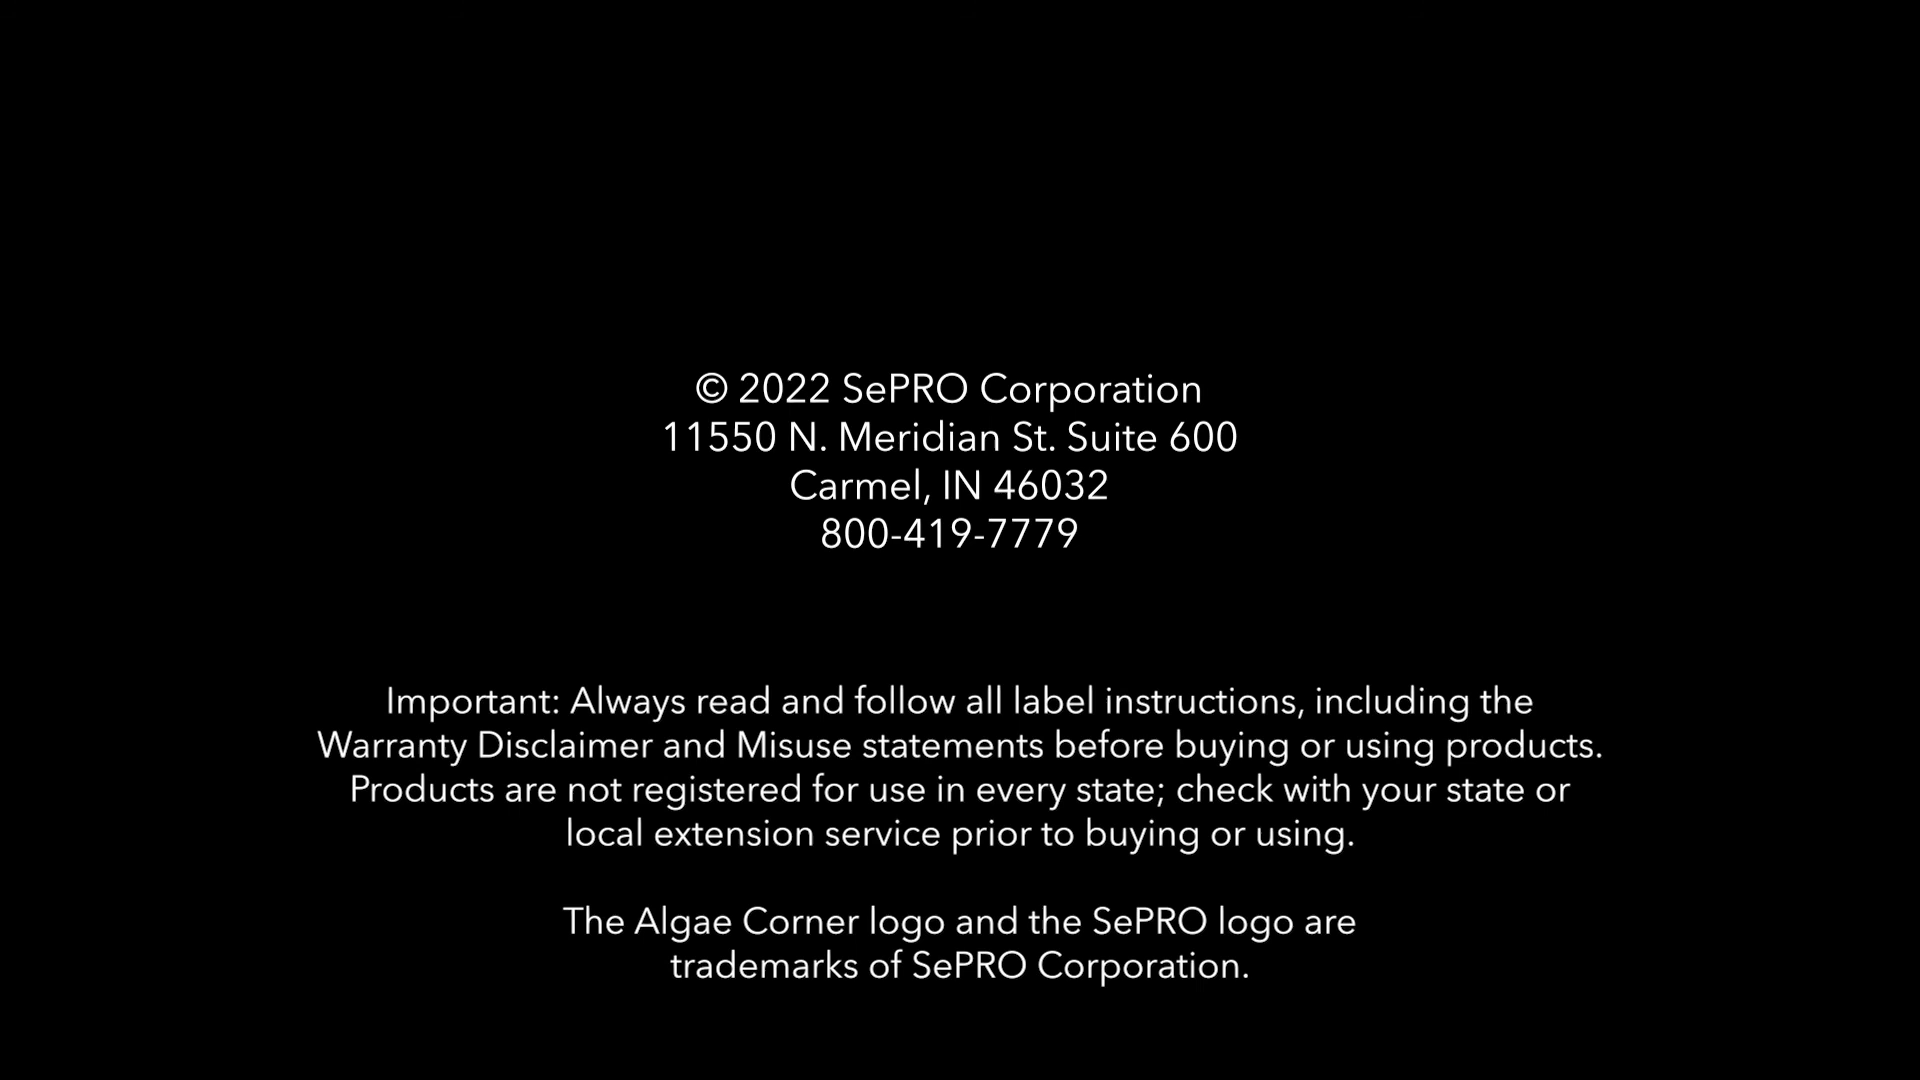 © 2022 SePRO Corporation
11550 N. Meridian St. Suite 600
Carmel, IN 46032
800-419-7779
Important: Always read and follow all label instructions, including the
Warranty Disclaimer and Misuse statements before buying or using products.
Products are not registered for use in every state; check with your state or
local extension service prior to buying or using.
The Algae Corner logo and the SePRO logo are
trademarks of SePRO Corporation.